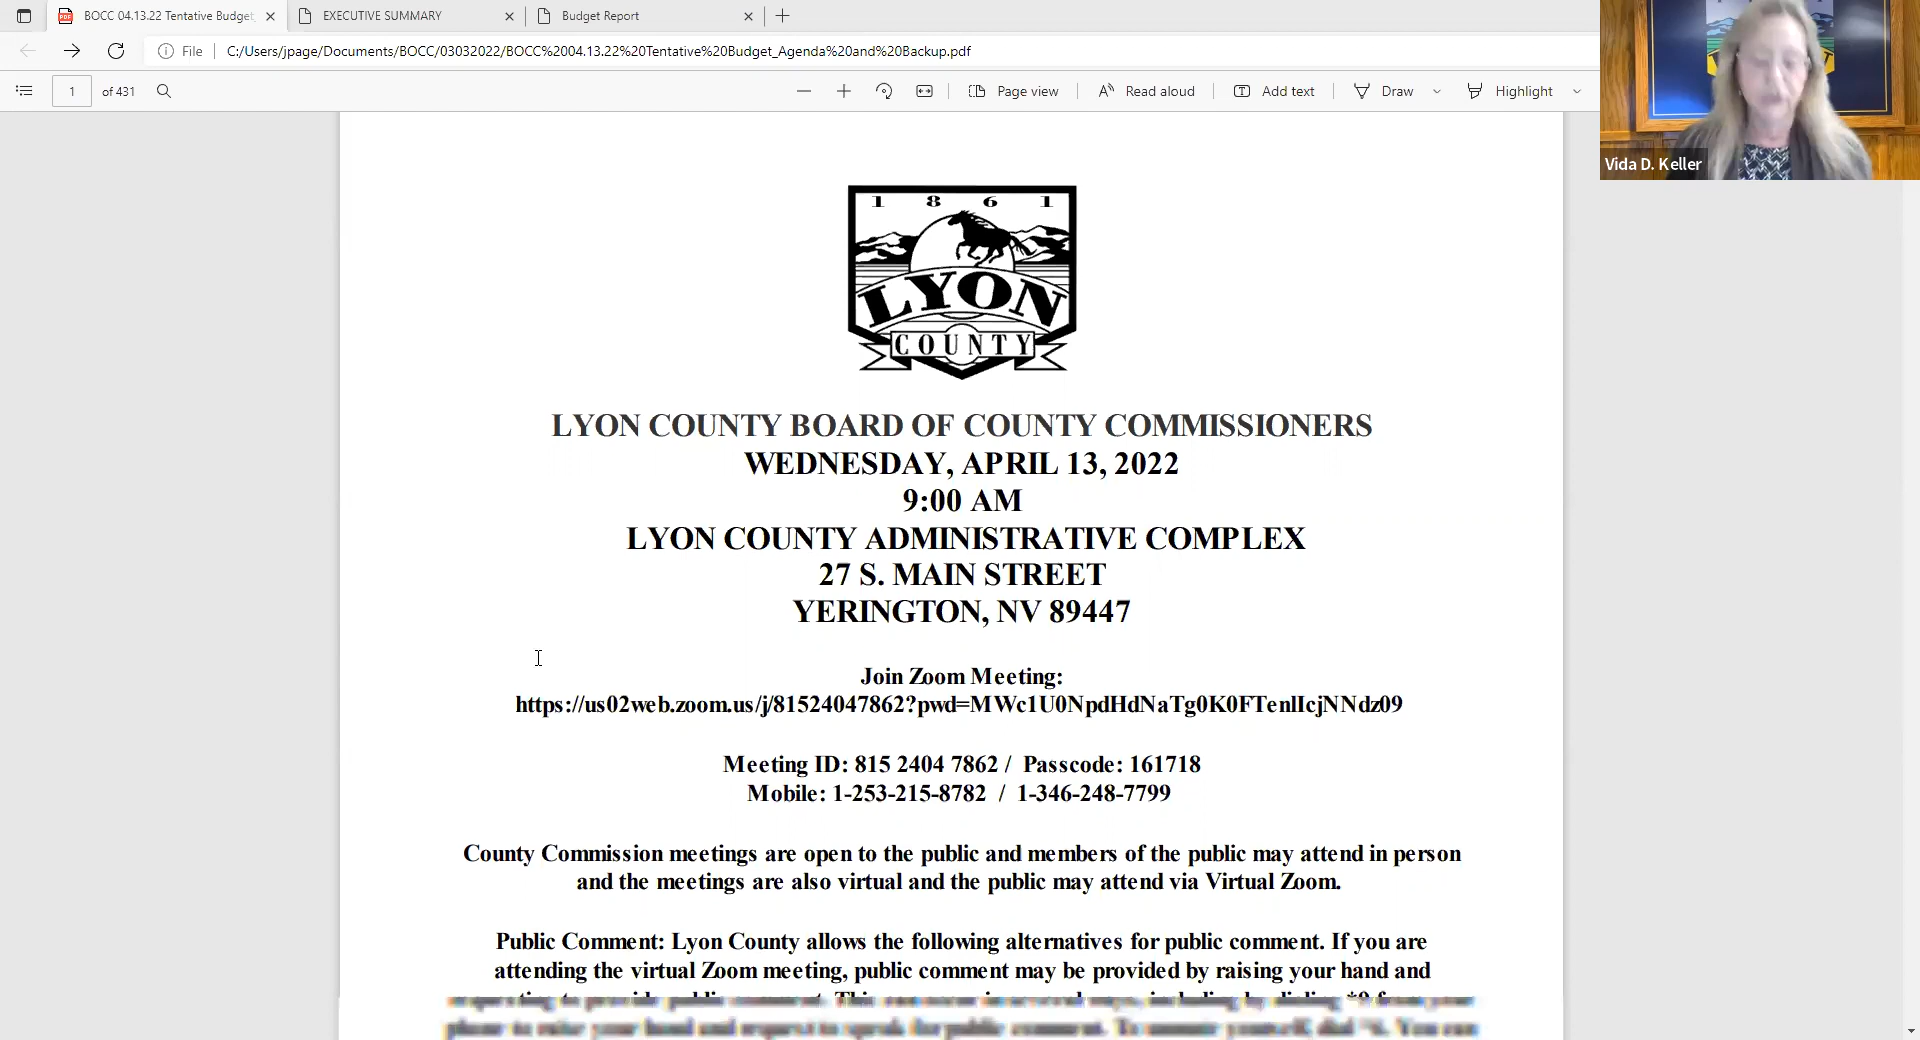 BOCC 04.13.22 Tentative Budget
EXECUTIVE SUMMARY
Budget Report
File
C:/Users/jpage/Documents/BOCC/03032022/BOCC%2004.13.22%20Tentative%20Budget_Agenda%20and%20Backup.pdf
1 of 431
Page view
Read aloud
Add text
Draw
Highlight
Vida D. Keller
1 8 6 1
LYON
COUNTY
LYON COUNTY BOARD OF COUNTY COMMISSIONERS
WEDNESDAY, APRIL 13, 2022
9:00 AM
LYON COUNTY ADMINISTRATIVE COMPLEX
27 S. MAIN STREET
YERINGTON, NV 89447
Join Zoom Meeting:
https://us02web.zoom.us/j/81524047862?pwd=MWc1U0NpdHdNaTg0K0FTenlIcjNNdz09
Meeting ID: 815 2404 7862 / Passcode: 161718
Mobile: 1-253-215-8782 / 1-346-248-7799
County Commission meetings are open to the public and members of the public may attend in person
and the meetings are also virtual and the public may attend via Virtual Zoom.
Public Comment: Lyon County allows the following alternatives for public comment. If you are
attending the virtual Zoom meeting, public comment may be provided by raising your hand and